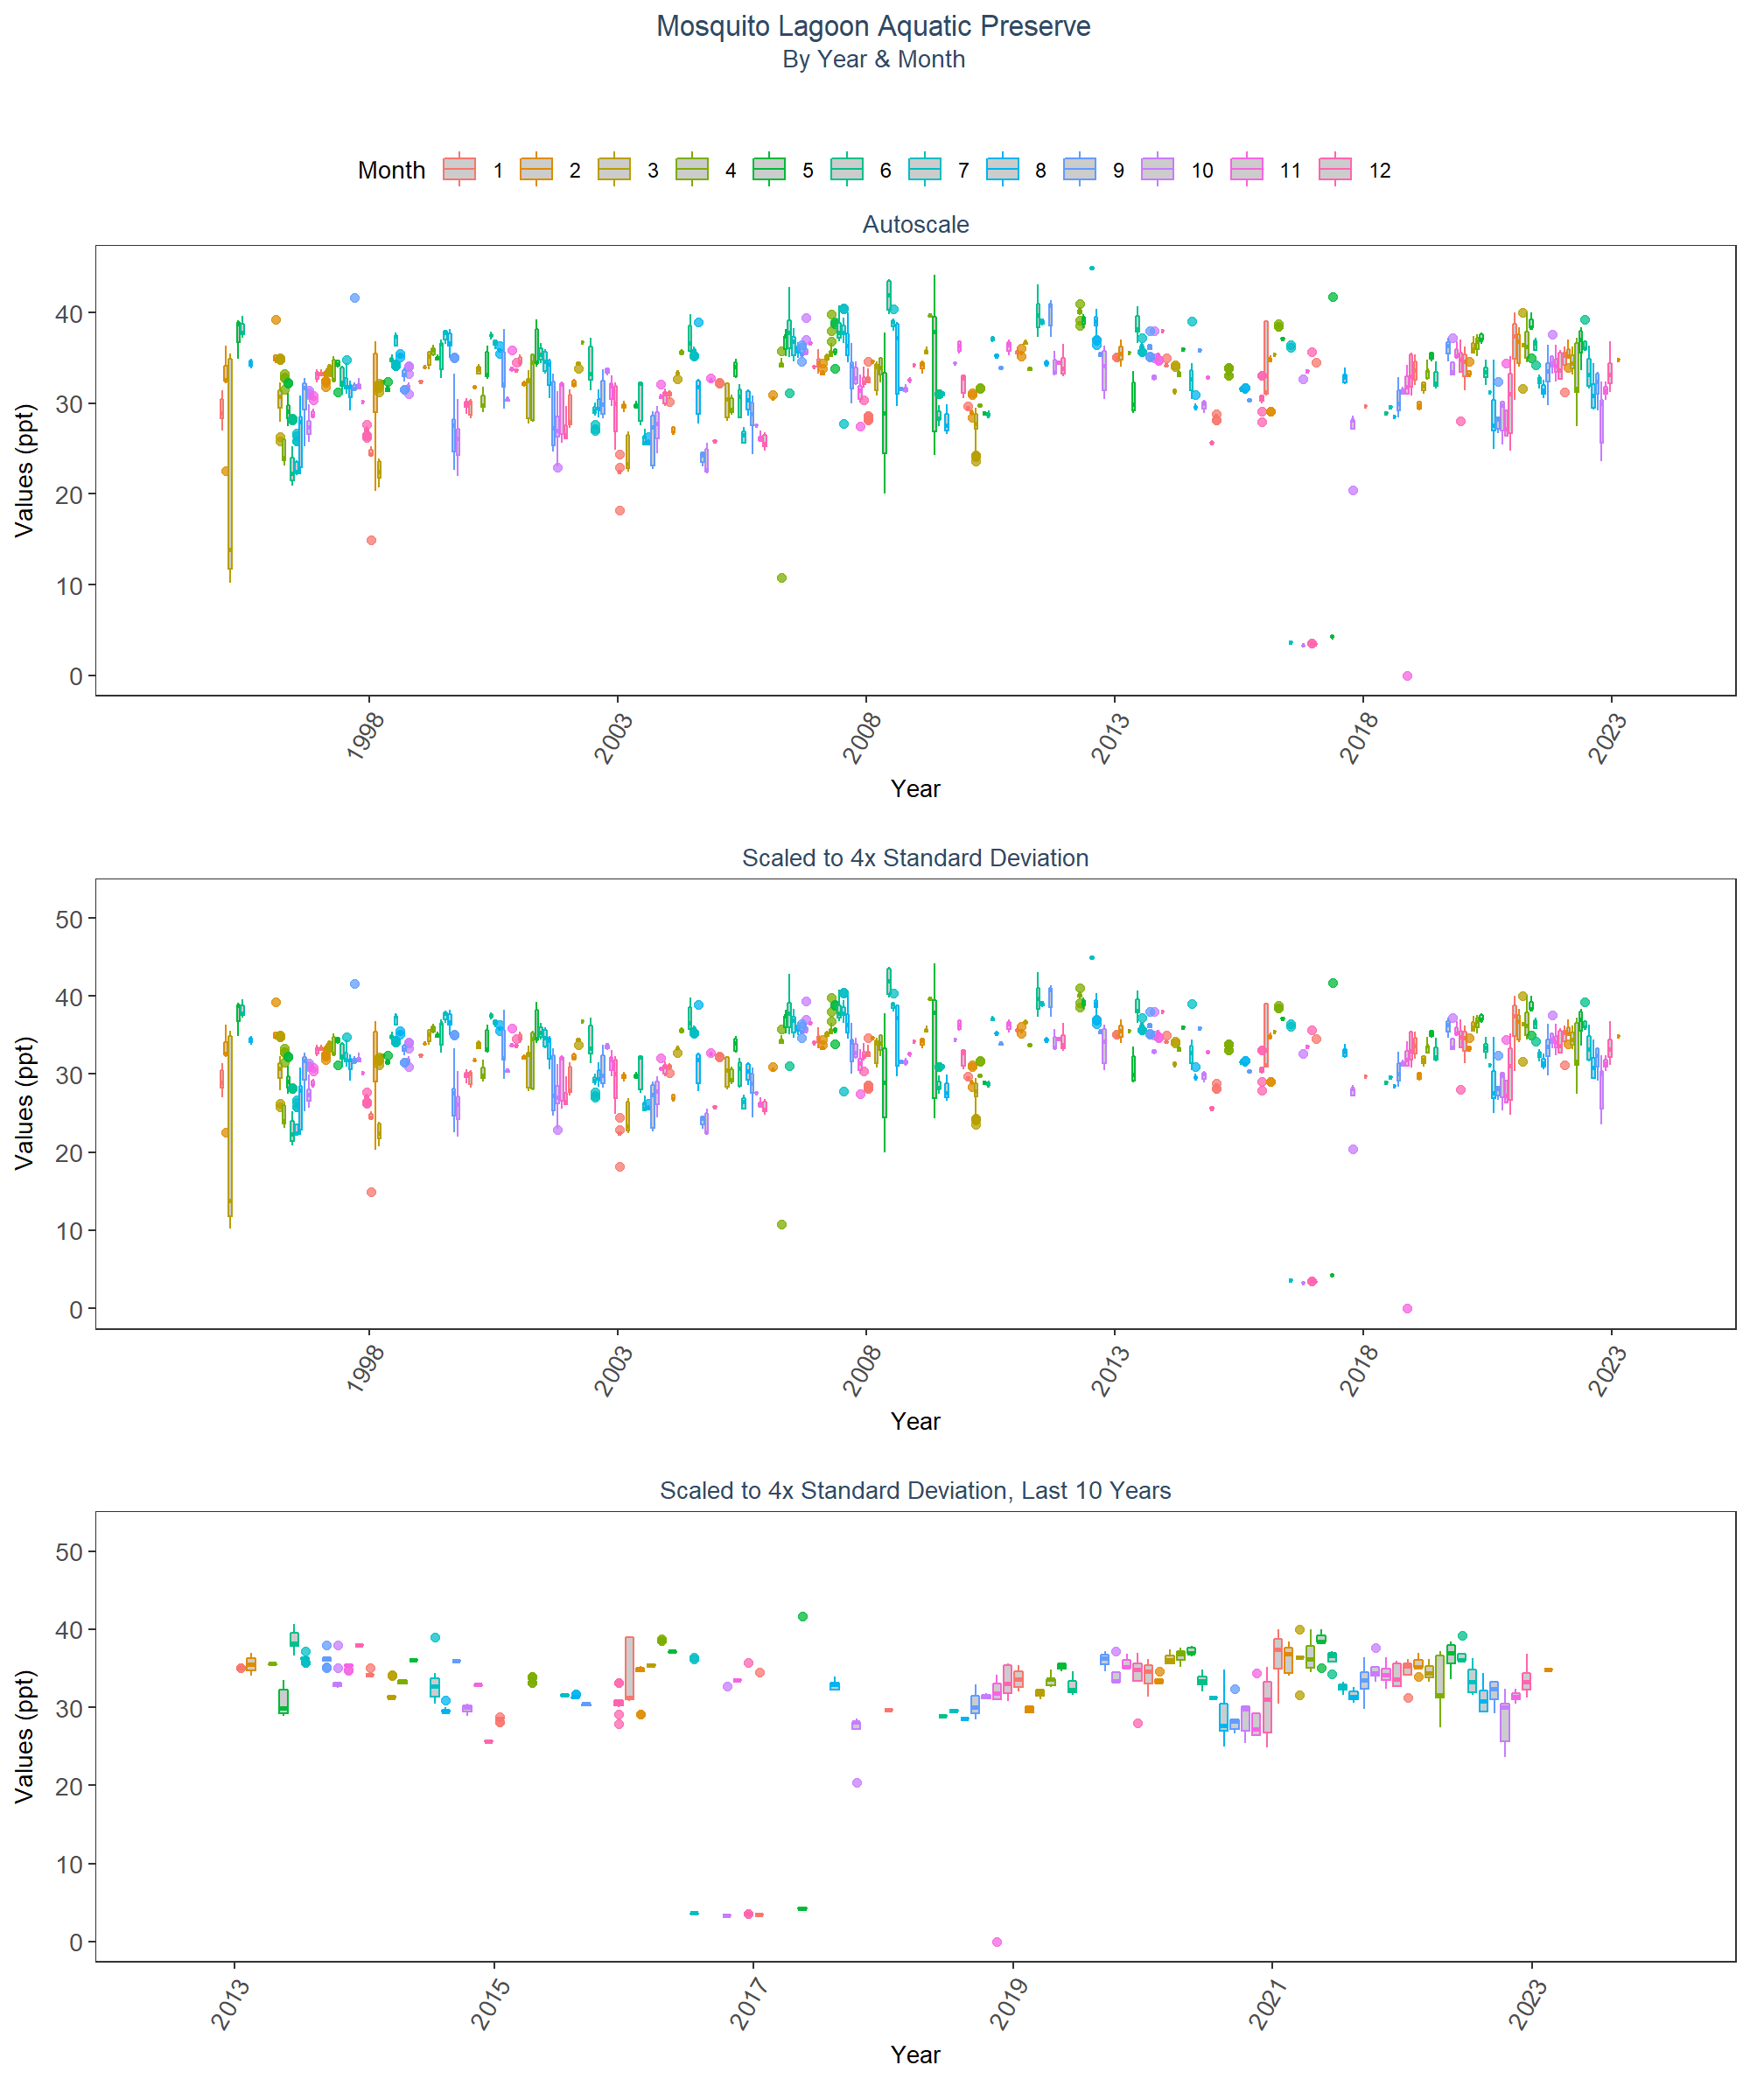 Mosquito Lagoon Aquatic Preserve
By Year & Month
Month 1 2 3 4 5 6 7 8 9 10 11 12
Autoscale
Values (ppt)
40
30
20
10
0
1998 2003 2008 2013 2018 2023
Year
Scaled to 4x Standard Deviation
Values (ppt)
50
40
30
20
10
0
1998 2003 2008 2013 2018 2023
Year
Scaled to 4x Standard Deviation, Last 10 Years
Values (ppt)
50
40
30
20
10
0
2013 2015 2017 2019 2021 2023
Year